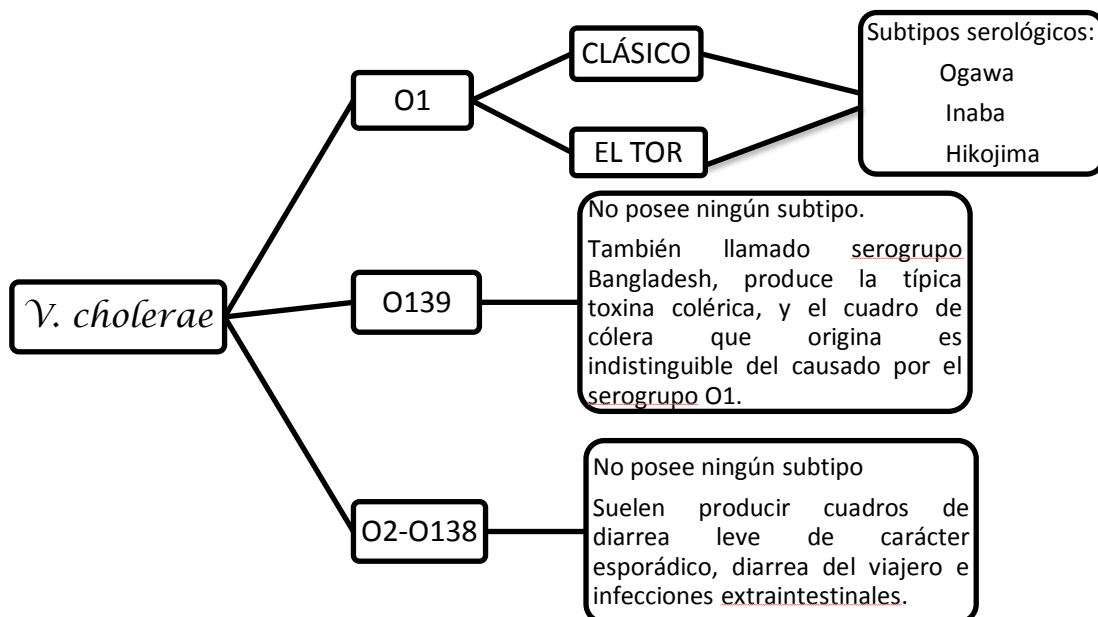 V. cholerae
O1
CLÁSICO
EL TOR
Subtipos serológicos:
Ogawa
Inaba
Hikojima
O139
No posee ningún subtipo.
También llamado serogrupo
Bangladesh, produce la típica
toxina colérica, y el cuadro de
cólera que origina es
indistinguible del causado por el
serogrupo O1.
O2-O138
No posee ningún subtipo
Suelen producir cuadros de
diarrea leve de carácter
esporádico, diarrea del viajero e
infecciones extraintestinales.